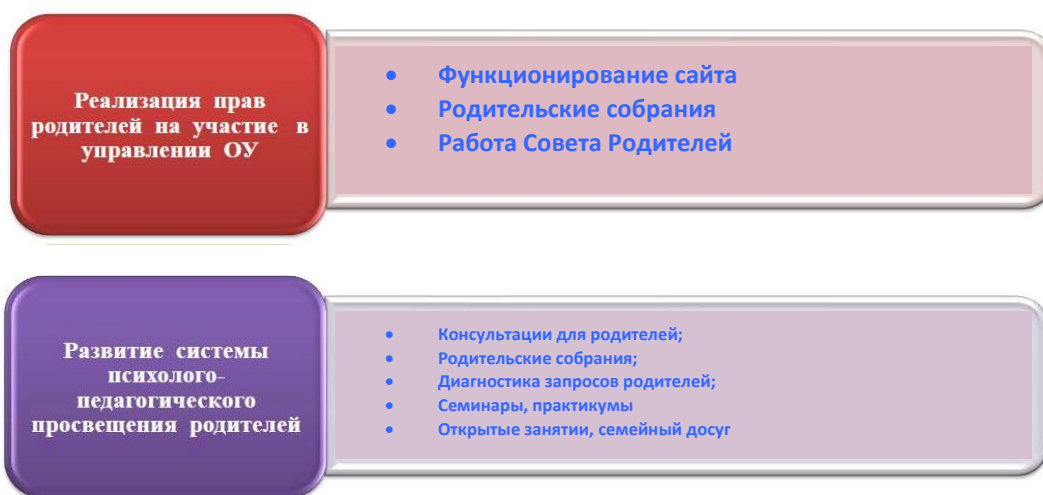 Реализация прав
родителей на участие в
управлении ОУ
• Функционирование сайта
• Родительские собрания
• Работа Совета Родителей
Развитие системы
психолого-
педагогического
просвещения родителей
• Консультации для родителей;
• Родительские собрания;
• Диагностика запросов родителей;
• Семинары, практикумы
• Открытые занятии, семейный досуг